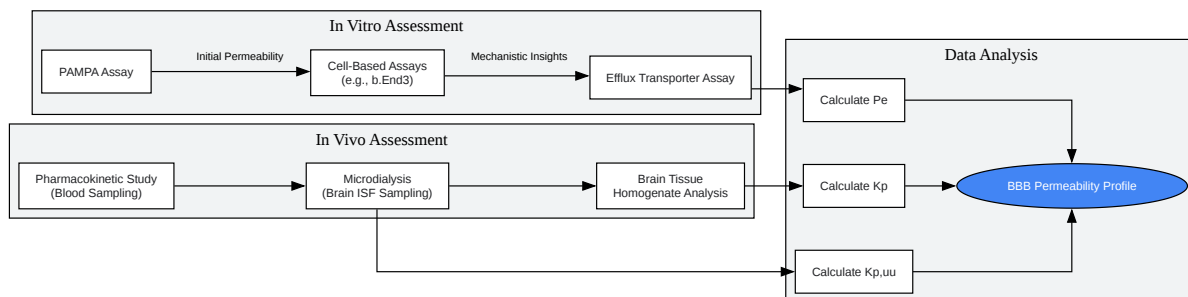 In Vitro Assessment
PAMPA Assay
Initial Permeability
Cell-Based Assays
(e.g., b.End3)
Mechanistic Insights
Efflux Transporter Assay
In Vivo Assessment
Pharmacokinetic Study
(Blood Sampling)
Microdialysis
(Brain ISF Sampling)
Brain Tissue
Homogenate Analysis
Data Analysis
Calculate Pe
Calculate Kp
Calculate Kp,uu
BBB Permeability Profile